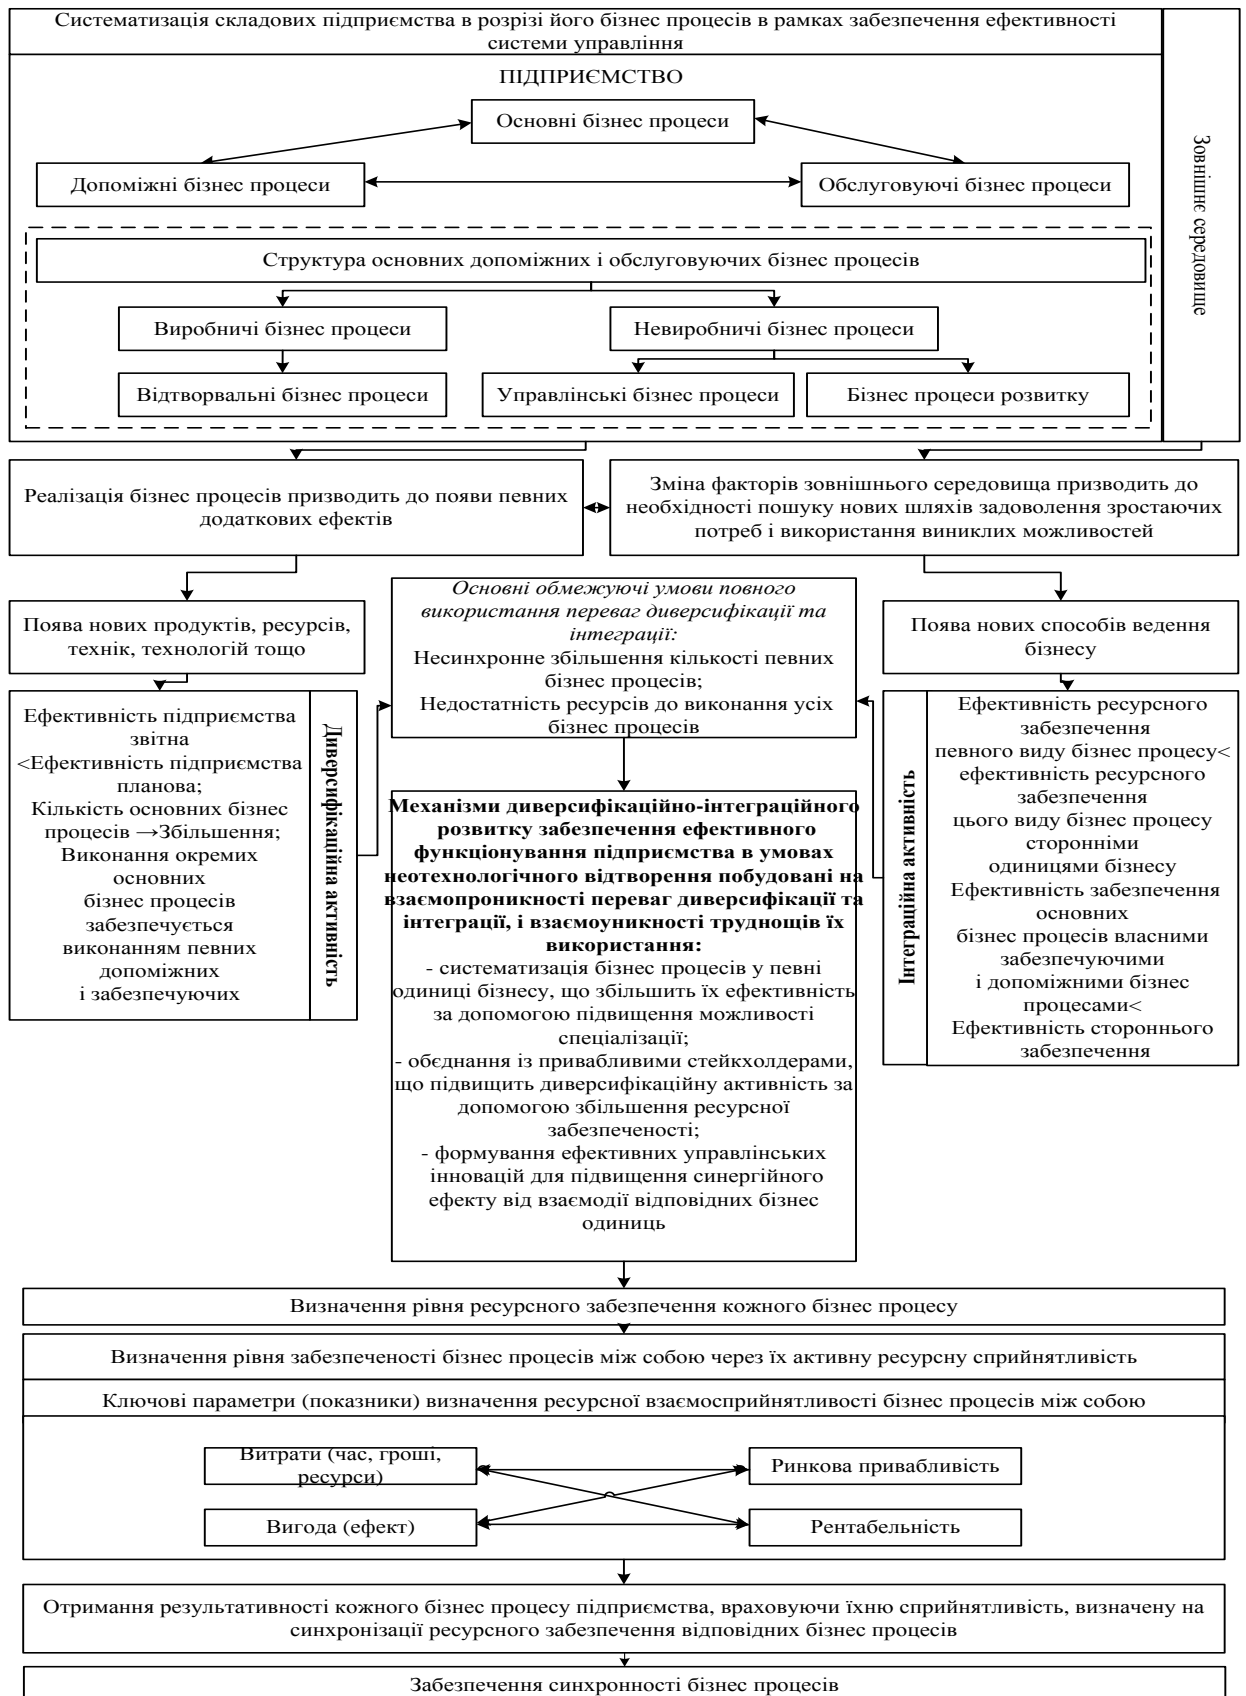 Систематизація складових підприємства в розрізі його бізнес процесів в рамках забезпечення ефективності
системи управління
ПІДПРИЄМСТВО
Основні бізнес процеси
Допоміжні бізнес процеси
Обслуговуючі бізнес процеси
Зовнішнє середовище
Структура основних допоміжних і обслуговуючих бізнес процесів
Виробничі бізнес процеси
Невиробничі бізнес процеси
Відтворвальні бізнес процеси
Управлінські бізнес процеси
Бізнес процеси розвитку
Реалізація бізнес процесів призводить до появи певних
додаткових ефектів
Зміна факторів зовнішнього середовища призводить до
необхідності пошуку нових шляхів задоволення зростаючих
потреб і використання виниклих можливостей
Поява нових продуктів, ресурсів,
технік, технологій тощо
Основні обмежуючі умови повного
використання переваг диверсифікації та
інтеграції:
Несинхронне збільшення кількості певних
бізнес процесів;
Недостатність ресурсів до виконання усіх
бізнес процесів
Поява нових способів ведення
бізнесу
Ефективність підприємства
звітна
<Ефективність підприємства
планова;
Кількість основних бізнес
процесів →Збільшення;
Виконання окремих
основних
бізнес процесів
забезпечується
виконанням певних
допоміжних
і забезпечуючих
Диверсифікаційна активність
Механізми диверсифікаційно-інтеграційного
розвитку забезпечення ефективного
функціонування підприємства в умовах
неотехнологічного відтворення побудовані на
взаємопроникності переваг диверсифікації та
інтеграції, і взаємоуникності труднощів їх
використання:
- систематизація бізнес процесів у певні
одиниці бізнесу, що збільшить їх ефективність
за допомогою підвищення можливості
спеціалізації;
- обєднання із привабливими стейкхолдерами,
що підвищить диверсифікаційну активність за
допомогою збільшення ресурсної
забезпеченості;
- формування ефективних управлінських
інновацій для підвищення синергійного
ефекту від взаємодії відповідних бізнес
одиниць
Інтеграційна активність
Ефективність ресурсного
забезпечення
певного виду бізнес процесу<
ефективність ресурсного
забезпечення
цього виду бізнес процесу
сторонніми
одиницями бізнесу
Ефективність забезпечення
основних
бізнес процесів власними
забезпечуючими
і допоміжними бізнес
процесами<
Ефективність стороннього
забезпечення
Визначення рівня ресурсного забезпечення кожного бізнес процесу
Визначення рівня забезпеченості бізнес процесів між собою через їх активну ресурсну сприйнятливість
Ключові параметри (показники) визначення ресурсної взаємосприйнятливості бізнес процесів між собою
Витрати (час, гроші,
ресурси)
Ринкова привабливість
Вигода (ефект)
Рентабельність
Отримання результативності кожного бізнес процесу підприємства, враховуючи їхню сприйнятливість, визначену на
синхронізації ресурсного забезпечення відповідних бізнес процесів
Забезпечення синхронності бізнес процесів